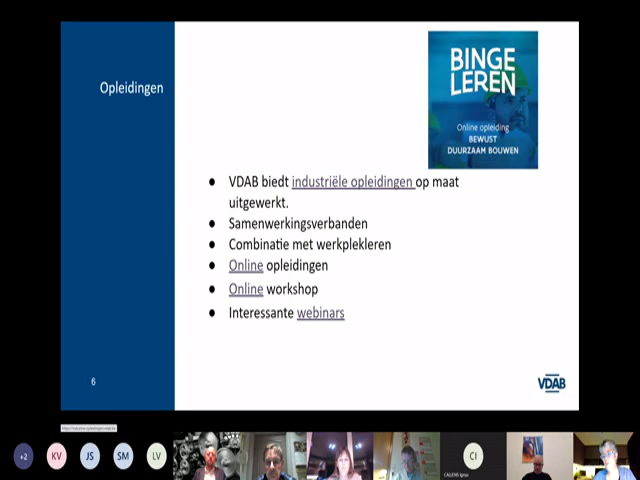 Opleidingen
BINGE
LEREN
Online opleiding
BEWUST
DUURZAAM BOUWEN
● VDAB biedt industriële opleidingen op maat
uitgewerkt.
● Samenwerkingsverbanden
● Combinatie met werkplekleren
● Online opleidingen
● Online workshop
● Interessante webinars
6
VDAB
+2
KV
JS
SM
LV
CI